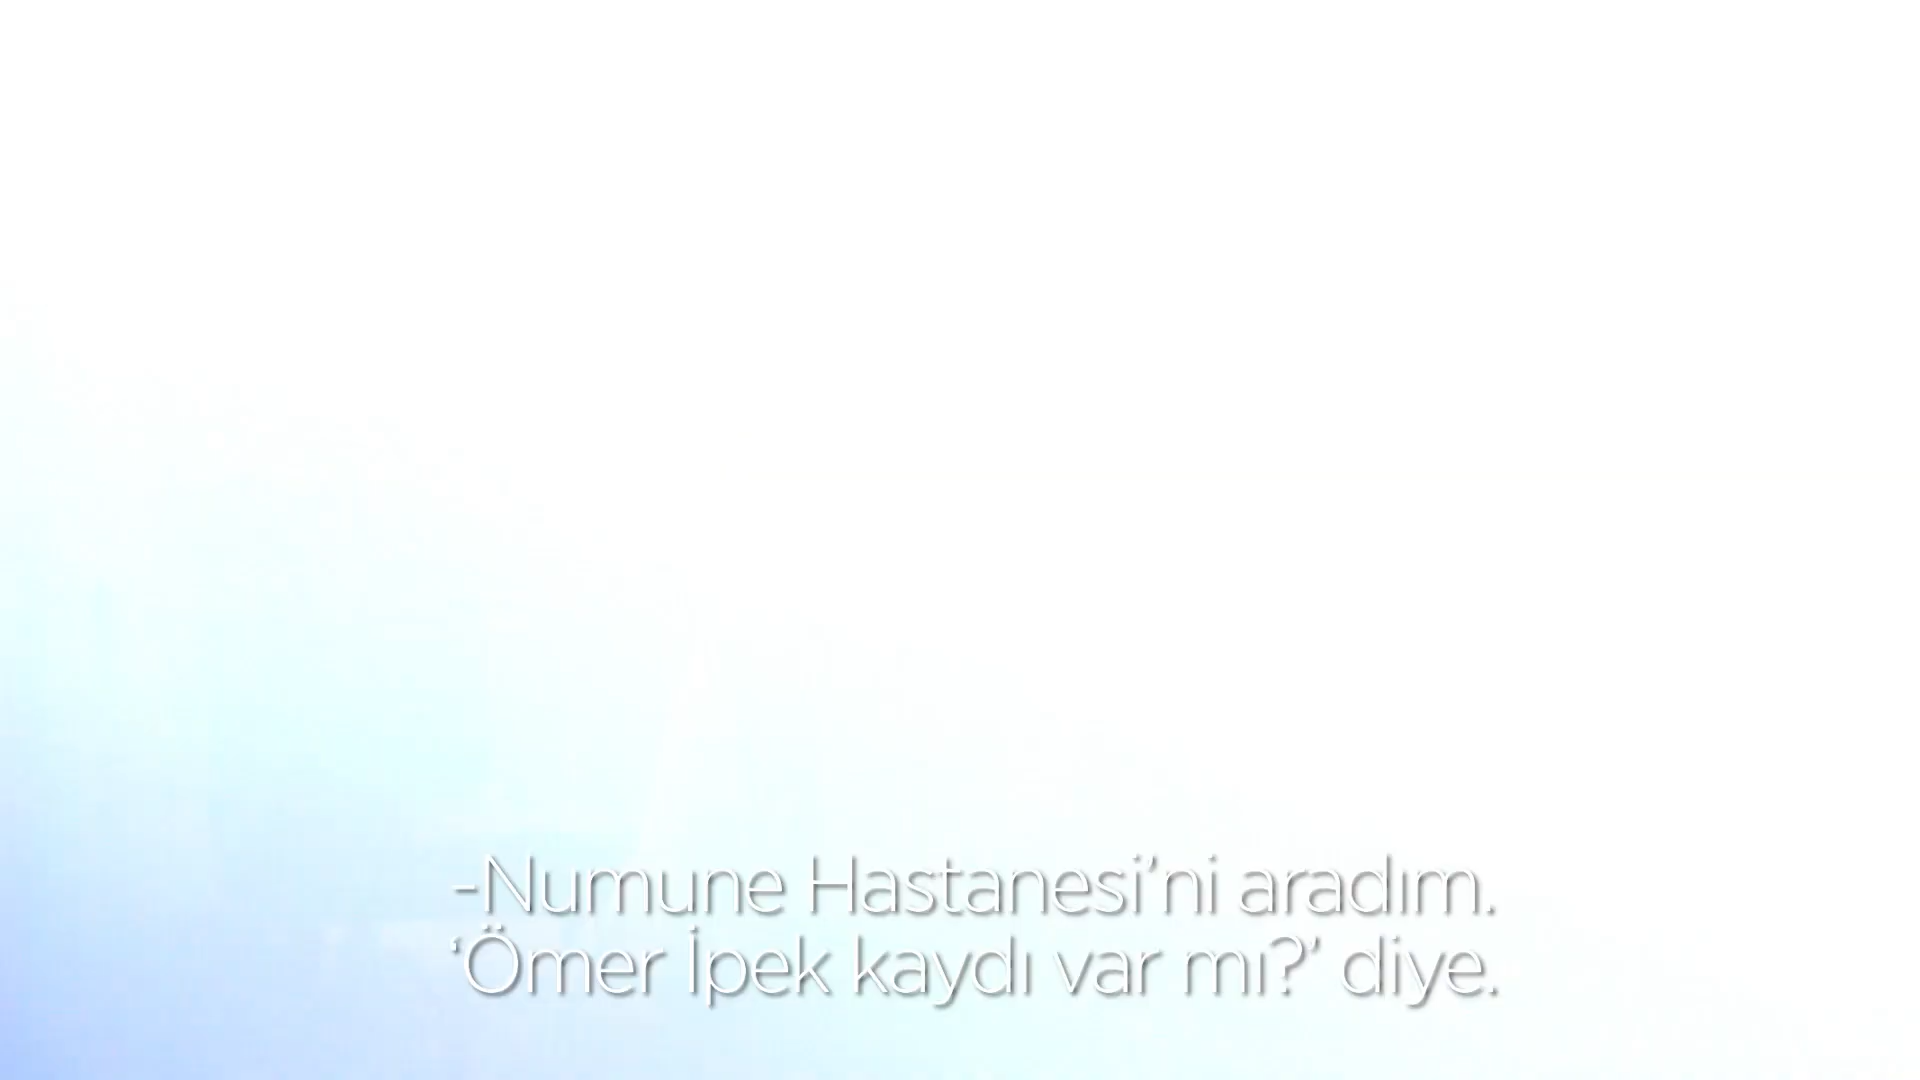 -Numune Hastanesi’ni aradım.
‘Ömer İpek kaydı var mı?’ diye.